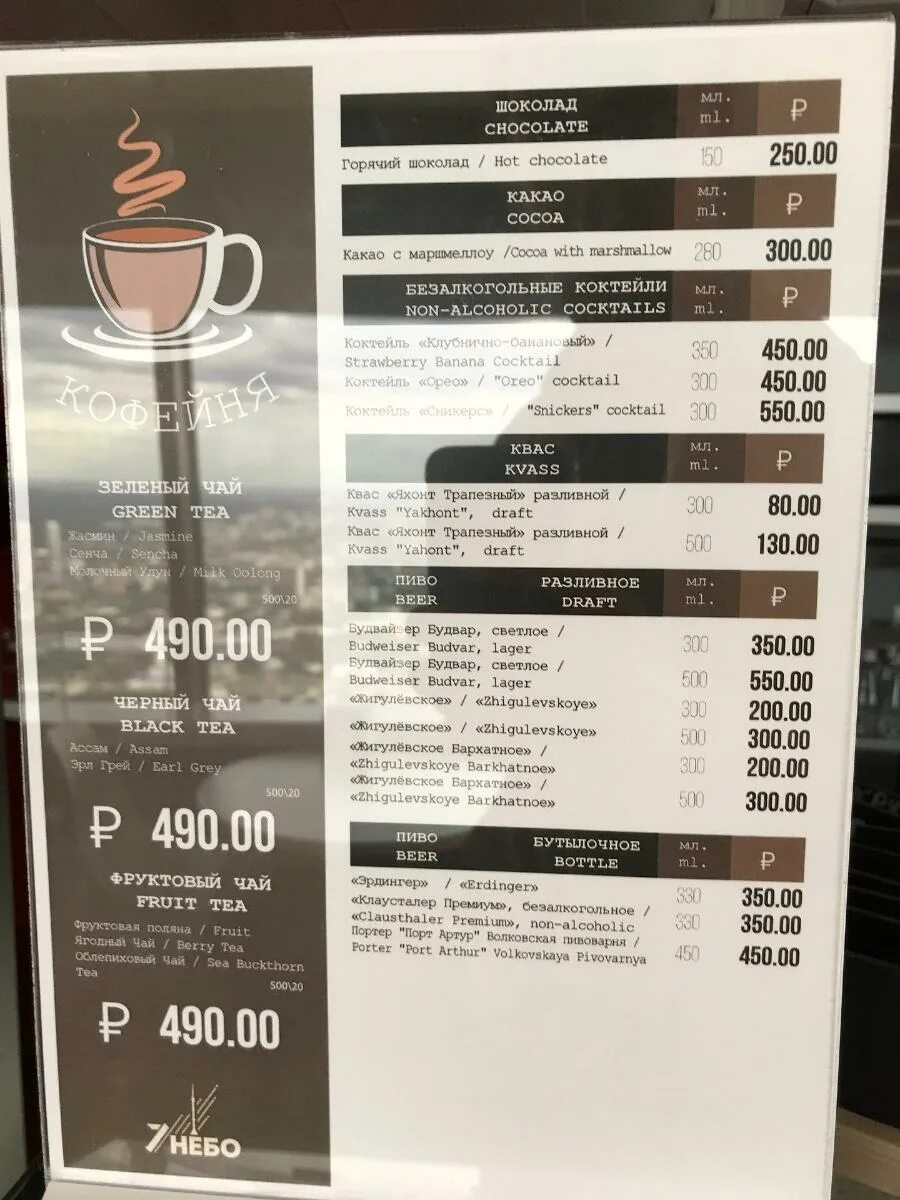 КОФЕЙНЯ
ЗЕЛЕНЫЙ ЧАЙ
GREEN TEA
Жасмин / Jasmine
Сенча / Sencha
Молочный Улун / Milk Oolong
500\20
₽ 490.00
ЧЕРНЫЙ ЧАЙ
BLACK TEA
Ассам / Assam
Эрл Грей / Earl Grey
500\20
₽ 490.00
ФРУКТОВЫЙ ЧАЙ
FRUIT TEA
Фруктовая поляна / Fruit
Ягодный Чай / Berry Tea
Облепиховый Чай / Sea Buckthorn
Tea
500\20
₽ 490.00
7 НЕБО
ШОКОЛАД МЛ. ₽
CHOCOLATE ml.
Горячий шоколад / Hot chocolate 150 250.00
КАКАО МЛ. ₽
COCOA ml.
Какао с маршмеллоу /Cocoa with marshmallow 280 300.00
БЕЗАЛКОГОЛЬНЫЕ КОКТЕЙЛИ МЛ. ₽
NON-ALCOHOLIC COCKTAILS ml.
Коктейль «Клубнично-банановый» /
Strawberry Banana Cocktail 350 450.00
Коктейль «Орео» / "Oreo" cocktail 300 450.00
Коктейль «Сникерс» / "Snickers" cocktail 300 550.00
КВАС МЛ. ₽
KVASS ml.
Квас «Яхонт Трапезный» разливной /
Kvass "Yakhont", draft 300 80.00
Квас «Яхонт Трапезный» разливной /
Kvass "Yahont", draft 500 130.00
ПИВО РАЗЛИВНОЕ МЛ. ₽
BEER DRAFT ml.
Будвайзер Будвар, светлое /
Budweiser Budvar, lager 300 350.00
Будвайзер Будвар, светлое /
Budweiser Budvar, lager 500 550.00
«Жигулёвское» / «Zhigulevskoye» 300 200.00
«Жигулёвское» / «Zhigulevskoye» 500 300.00
«Жигулёвское Бархатное» /
«Zhigulevskoye Barkhatnoe» 300 200.00
«Жигулёвское Бархатное» /
«Zhigulevskoye Barkhatnoe» 500 300.00
ПИВО БУТЫЛОЧНОЕ МЛ. ₽
BEER BOTTLE ml.
«Эрдингер» / «Erdinger» 330 350.00
«Клаусталер Премиум», безалкогольное /
«Clausthaler Premium», non-alcoholic 330 350.00
Портер "Порт Артур" Волковская пивоварня /
Porter "Port Arthur" Volkovskaya Pivovarnya 450 450.00